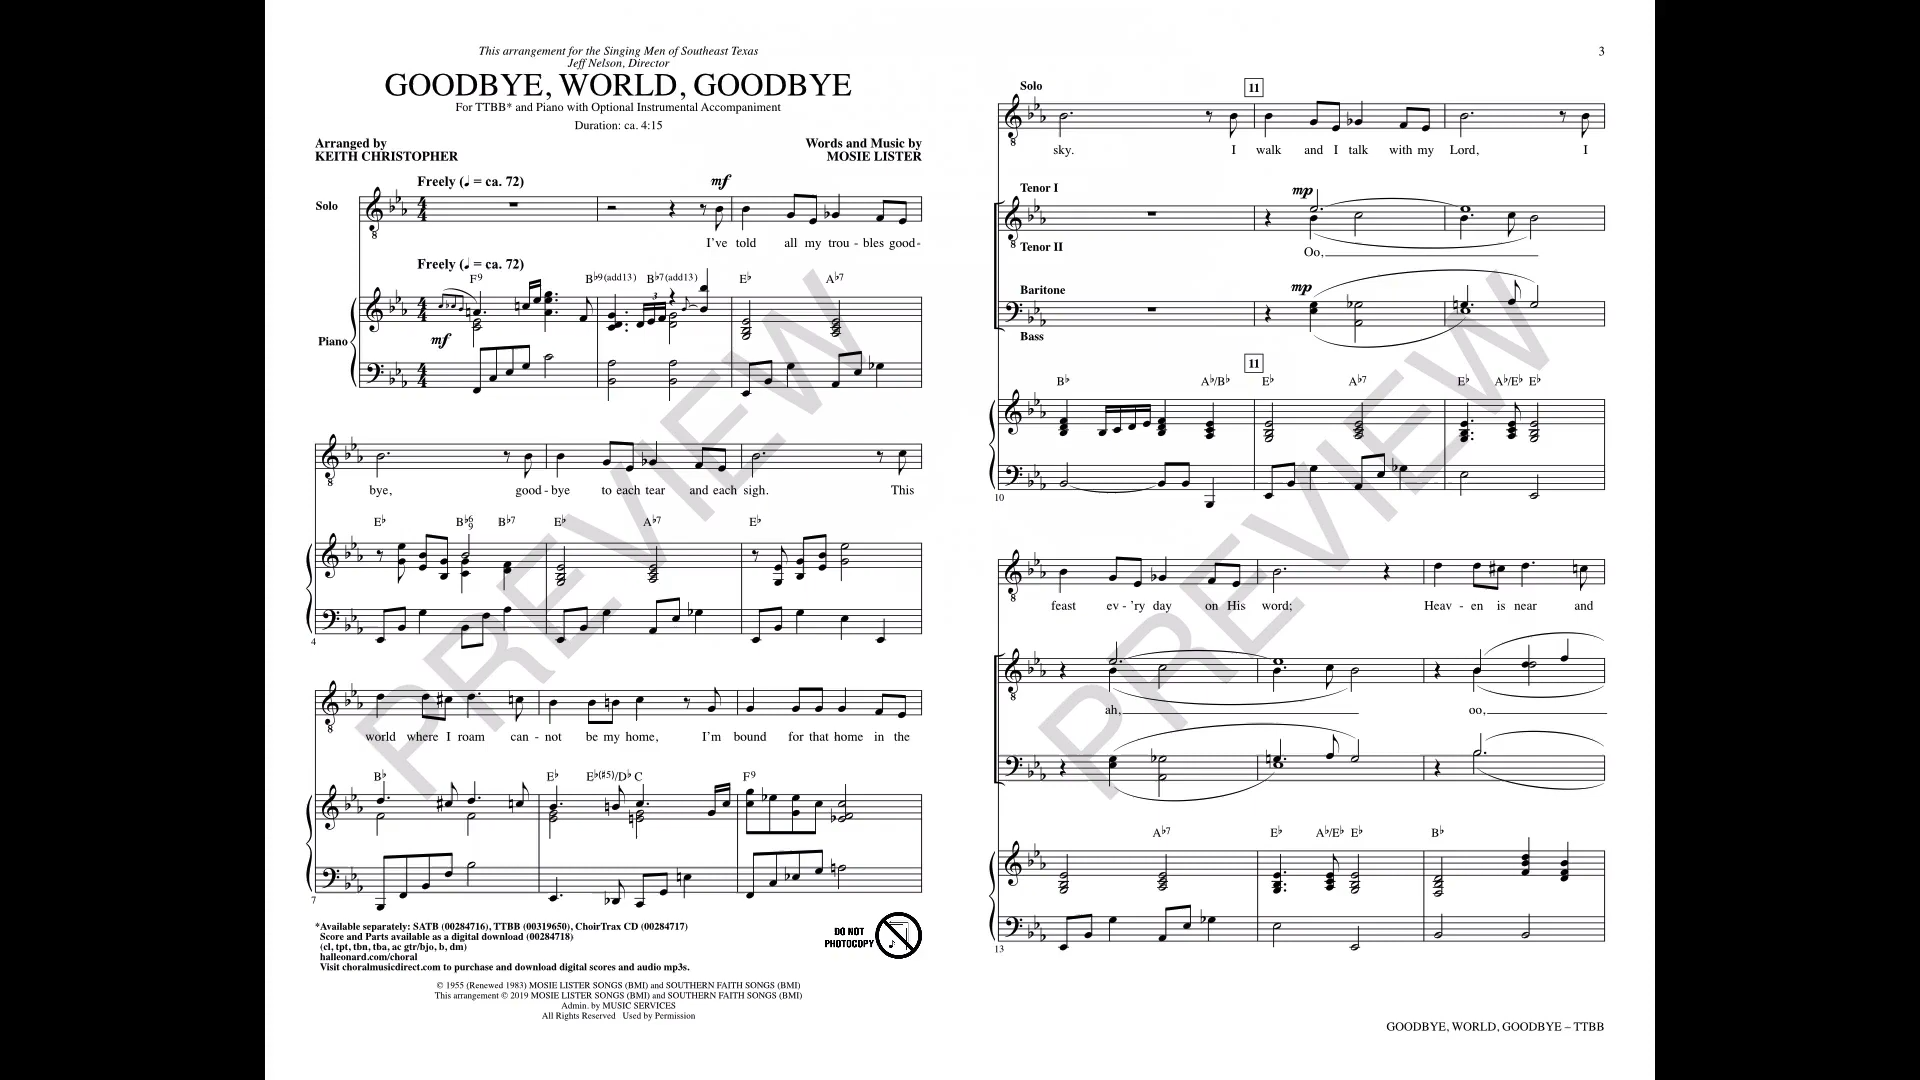 This arrangement for the Singing Men of Southeast Texas
Jeff Nelson, Director
GOODBYE, WORLD, GOODBYE
For TTBB* and Piano with Optional Instrumental Accompaniment
Duration: ca. 4:15
Arranged by
KEITH CHRISTOPHER
Words and Music by
MOSIE LISTER
Freely (♩ = ca. 72)
mf
Solo
I've told all my trou - bles good-
Freely (♩ = ca. 72)
F9 B♭9(add13) B♭7(add13) E♭ A♭7
3
mf
Piano
bye, good - bye to each tear and each sigh. This
E♭ B♭6/9 B♭7 E♭ A♭7 E♭
4
world where I roam can - not be my home, I'm bound for that home in the
B♭ E♭ E♭(♯5)/D♭ C F9
7
*Available separately: SATB (00284716), TTBB (00319650), ChoirTrax CD (00284717)
Score and Parts available as a digital download (00284718)
(cl, tpt, tbn, tba, ac gtr/bjo, b, dm)
halleonard.com/choral
Visit choralmusicdirect.com to purchase and download digital scores and audio mp3s.
DO NOT
PHOTOCOPY
© 1955 (Renewed 1983) MOSIE LISTER SONGS (BMI) and SOUTHERN FAITH SONGS (BMI)
This arrangement © 2019 MOSIE LISTER SONGS (BMI) and SOUTHERN FAITH SONGS (BMI)
Admin. by MUSIC SERVICES
All Rights Reserved Used by Permission
PREVIEW
3
Solo
11
sky. I walk and I talk with my Lord, I
Tenor I
mp
Tenor II
Oo,
Baritone
mp
Bass
11
B♭ A♭/B♭ E♭ A♭7 E♭ A♭/E♭ E♭
10
feast ev - 'ry day on His word; Heav - en is near and
ah, oo,
A♭7 E♭ A♭/E♭ E♭ B♭
13
GOODBYE, WORLD, GOODBYE – TTBB
PREVIEW